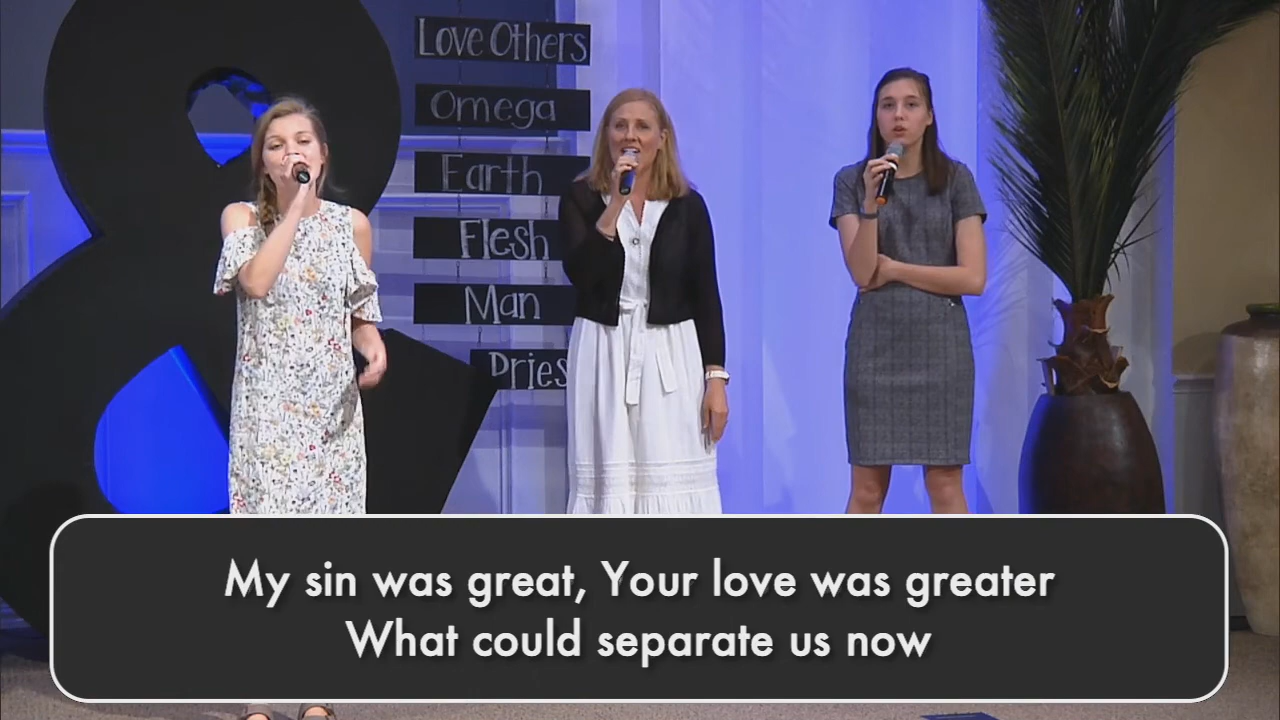 Love Others
Omega
Earth
Flesh
Man
Pries
&
My sin was great, Your love was greater
What could separate us now